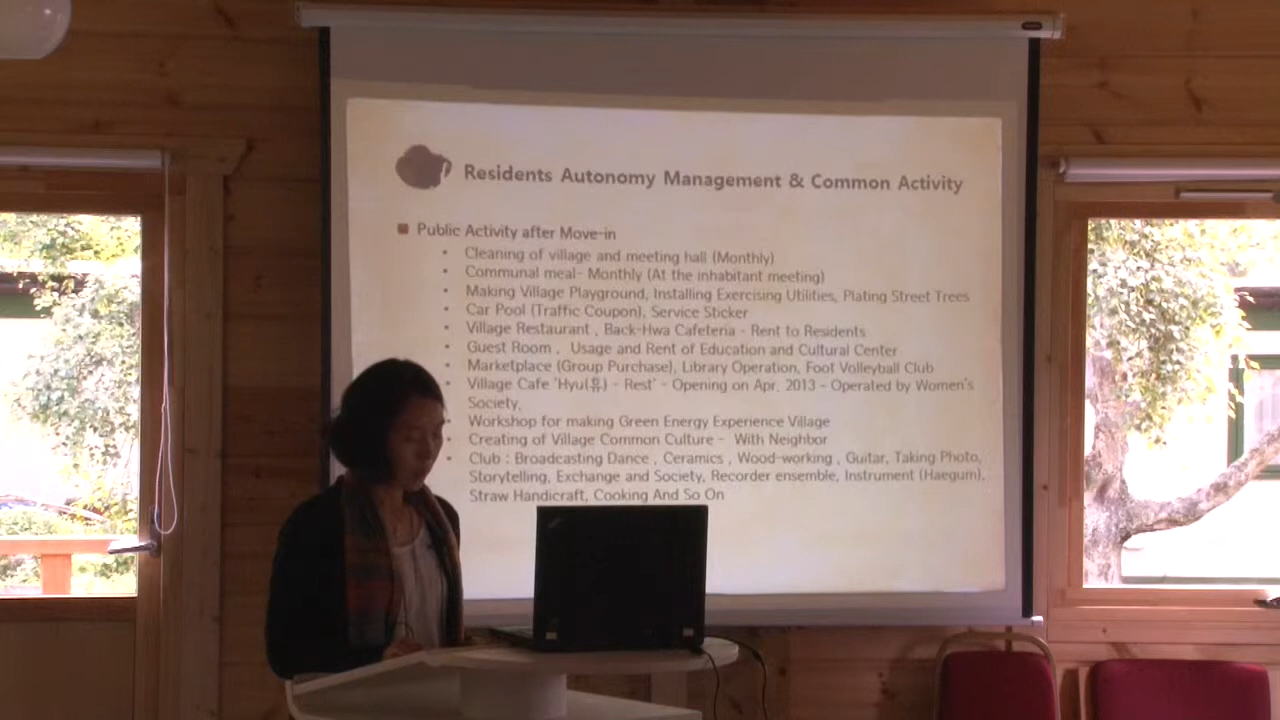 Residents Autonomy Management & Common Activity
Public Activity after Move-in
• Cleaning of village and meeting hall (Monthly)
• Communal meal- Monthly (At the inhabitant meeting)
• Making Village Playground, Installing Exercising Utilities, Plating Street Trees
• Car Pool (Traffic Coupon), Service Sticker
• Village Restaurant , Back-Hwa Cafeteria - Rent to Residents
• Guest Room , Usage and Rent of Education and Cultural Center
• Marketplace (Group Purchase), Library Operation, Foot Volleyball Club
• Village Cafe 'Hyu(휴) - Rest' - Opening on Apr. 2013 - Operated by Women's
Society,
• Workshop for making Green Energy Experience Village
• Creating of Village Common Culture - With Neighbor
• Club : Broadcasting Dance , Ceramics , Wood-working , Guitar, Taking Photo,
Storytelling, Exchange and Society, Recorder ensemble, Instrument (Haegum),
Straw Handicraft, Cooking And So On